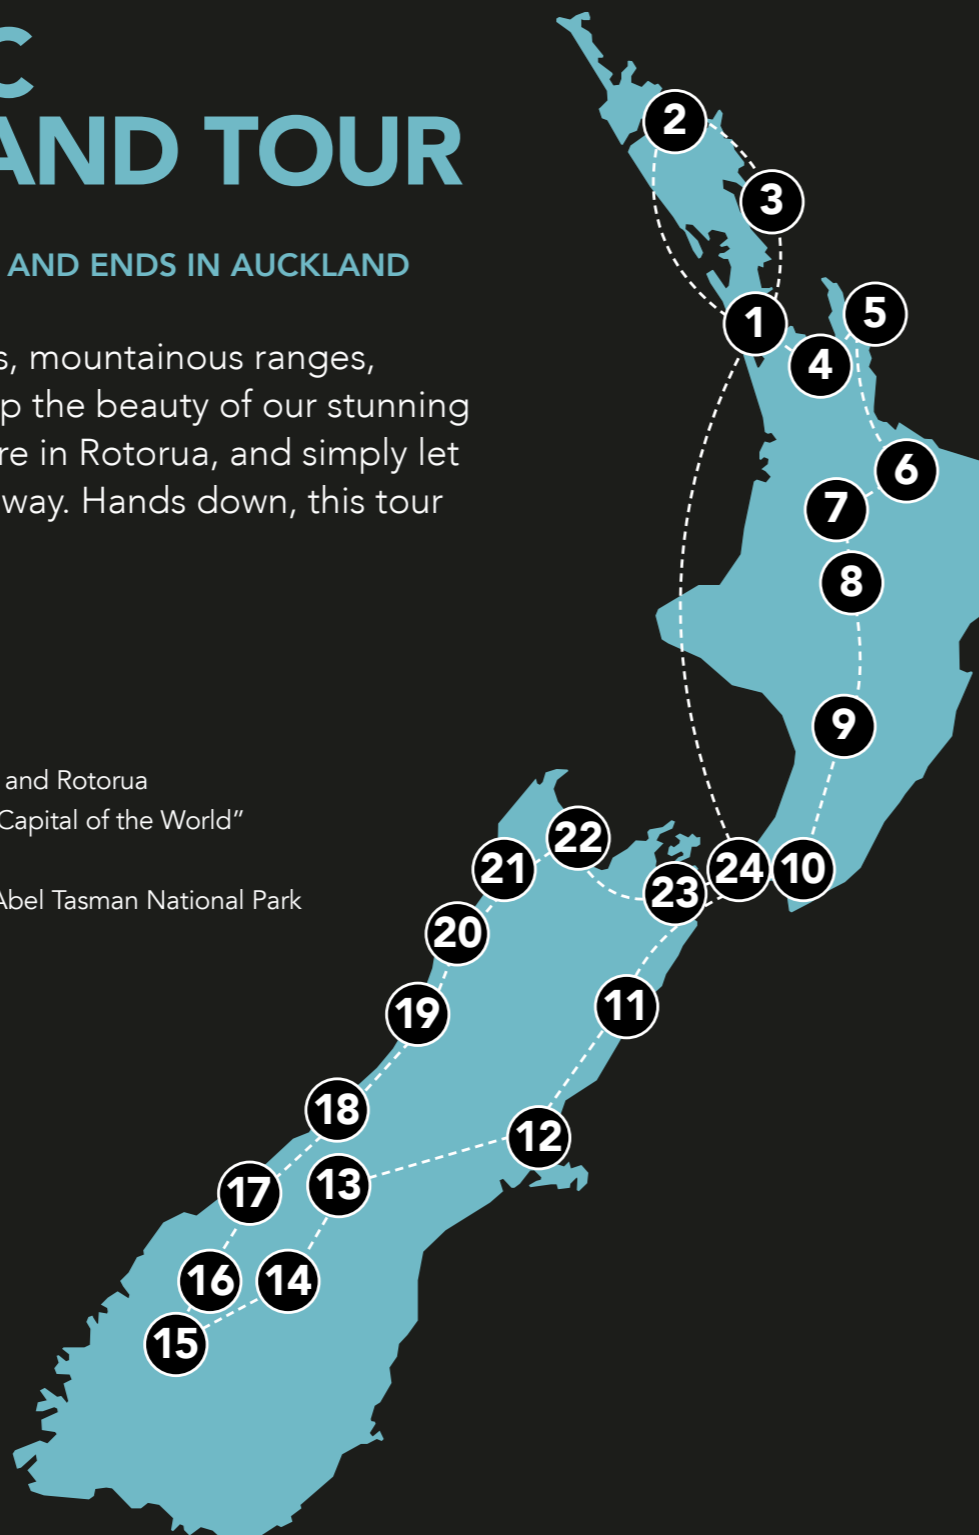 C
AND TOUR
AND ENDS IN AUCKLAND
s, mountainous ranges,
p the beauty of our stunning
re in Rotorua, and simply let
way. Hands down, this tour
and Rotorua
Capital of the World”
Abel Tasman National Park
2
3
1
5
4
6
7
8
9
22
21
24
10
23
20
11
19
18
12
13
17
16
14
15